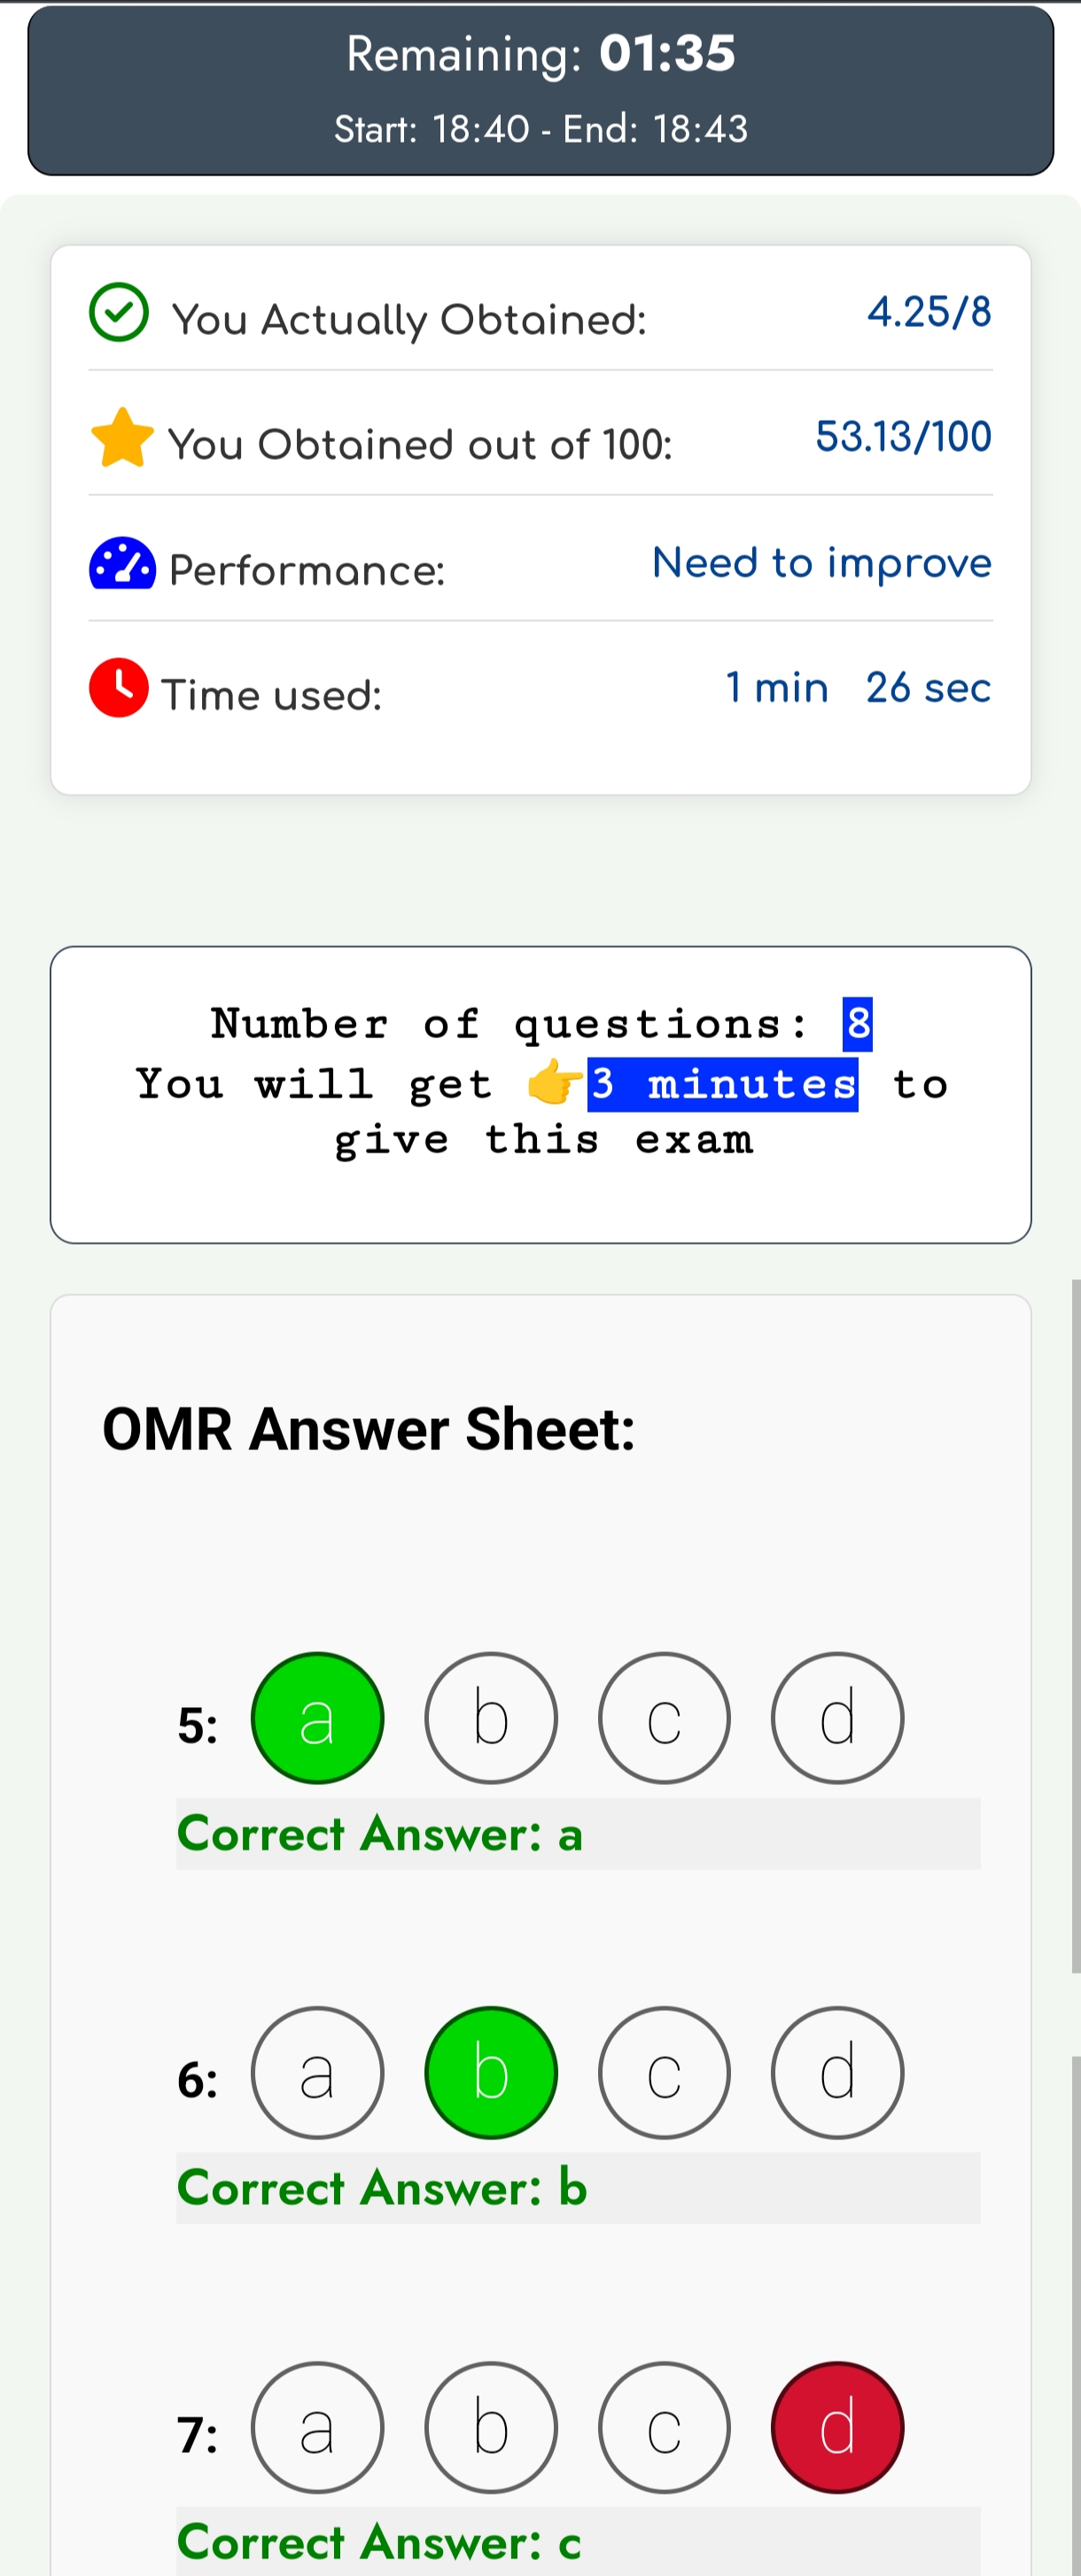 Remaining: 01:35
Start: 18:40 - End: 18:43
You Actually Obtained: 4.25/8
You Obtained out of 100: 53.13/100
Performance: Need to improve
Time used: 1 min 26 sec
Number of questions: 8
You will get 👉3 minutes to
give this exam
OMR Answer Sheet:
5: a b c d
Correct Answer: a
6: a b c d
Correct Answer: b
7: a b c d
Correct Answer: c